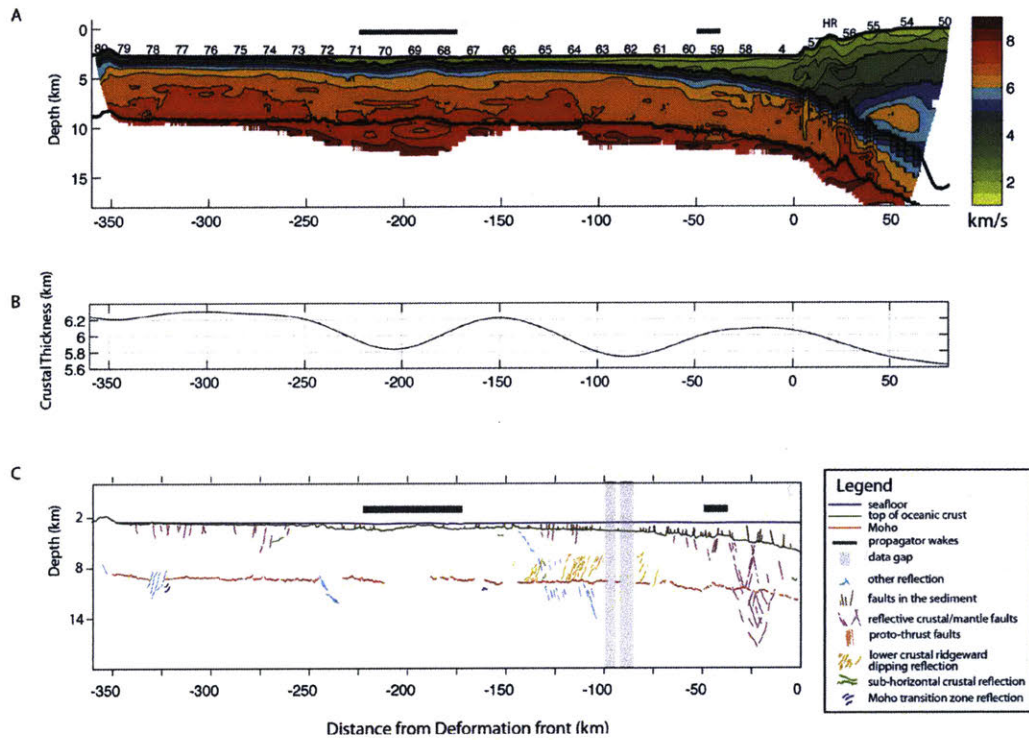 A
HR
80 79 78 77 76 75 74 73 72 71 70 69 68 67 66 65 64 63 62 61 60 59 58 4 57 56 55 54 50
Depth (km)
0
5
10
15
-350 -300 -250 -200 -150 -100 -50 0 50
8
6
4
2
km/s
B
Crustal Thickness (km)
6.2
6
5.8
5.6
-350 -300 -250 -200 -150 -100 -50 0 50
C
Depth (km)
2
8
14
-350 -300 -250 -200 -150 -100 -50 0
Distance from Deformation front (km)
Legend
seafloor
top of oceanic crust
Moho
propagator wakes
data gap
other reflection
faults in the sediment
reflective crustal/mantle faults
proto-thrust faults
lower crustal ridgeward
dipping reflection
sub-horizontal crustal reflection
Moho transition zone reflection